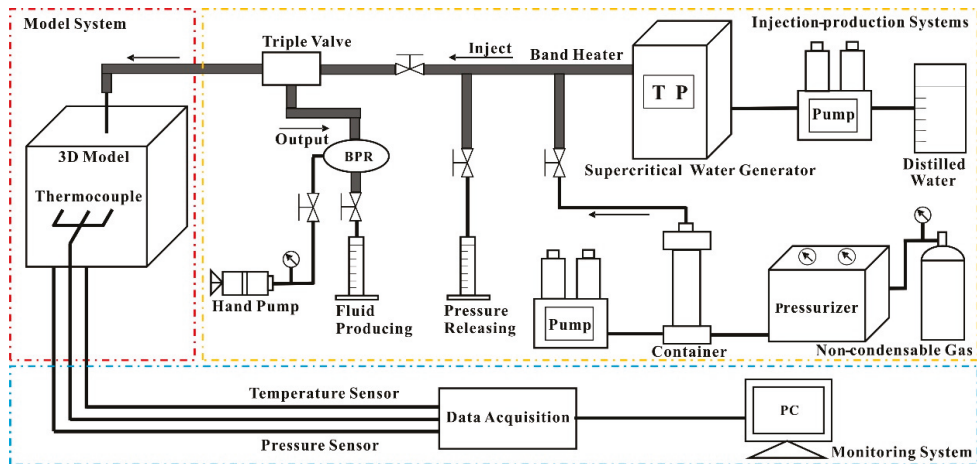 Model System
Injection-production Systems
Triple Valve
Inject
Band Heater
T P
Pump
Output
BPR
3D Model
Thermocouple
Supercritical Water Generator
Distilled
Water
Hand Pump
Fluid
Producing
Pressure
Releasing
Pump
Container
Pressurizer
Non-condensable Gas
Temperature Sensor
Data Acquisition
PC
Pressure Sensor
Monitoring System